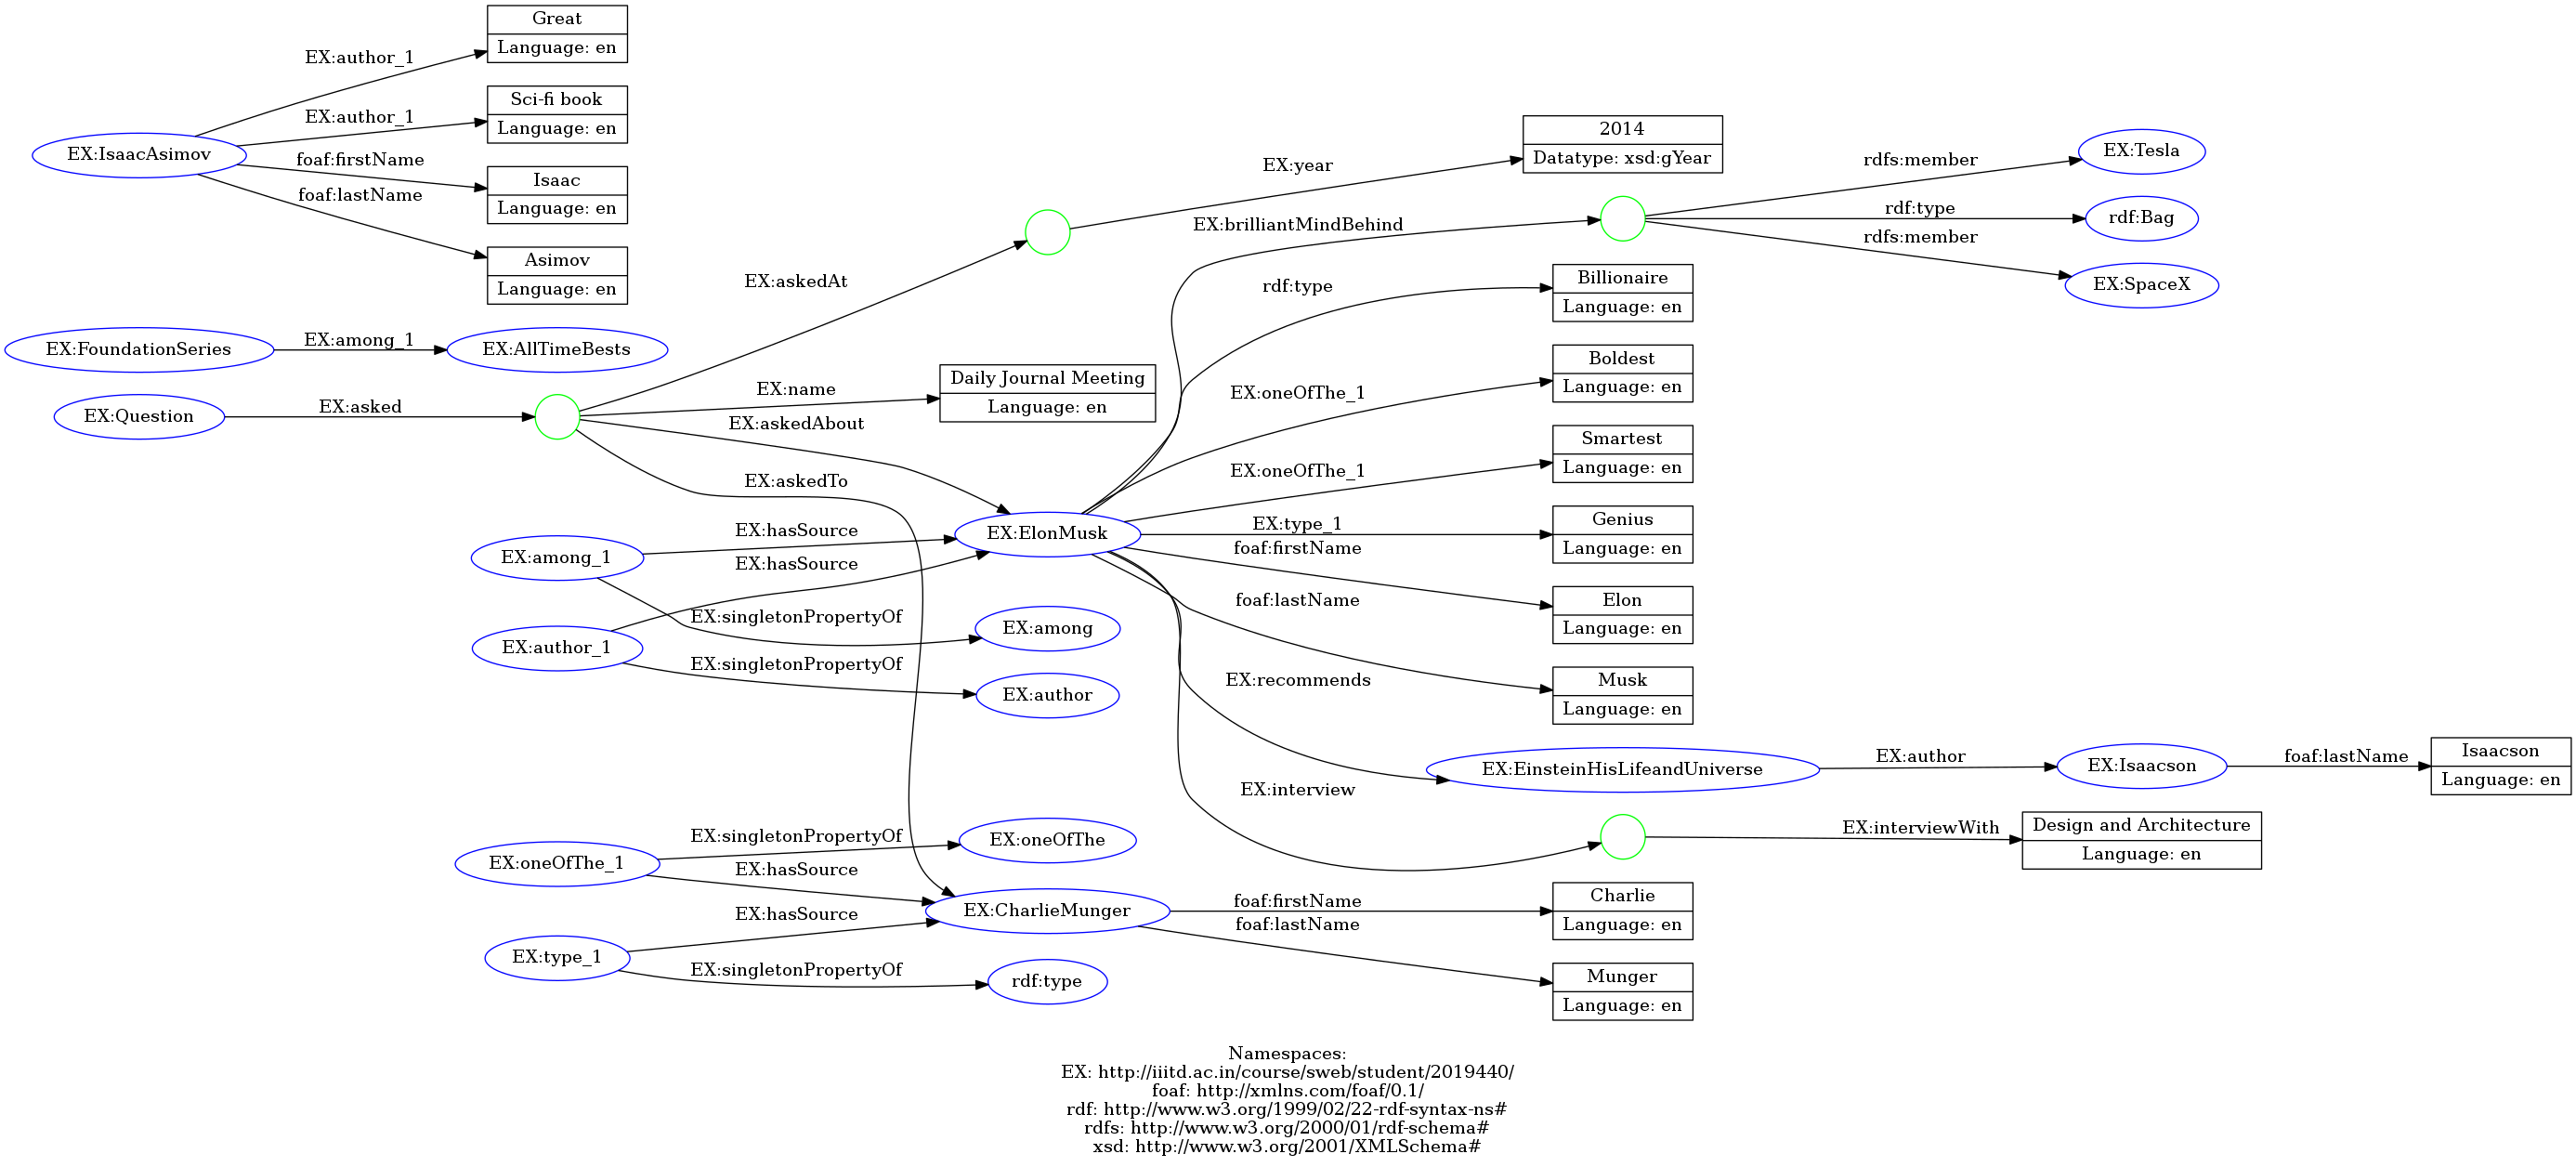 Great
Language: en
EX:author_1
Sci-fi book
Language: en
EX:author_1
EX:IsaacAsimov
foaf:firstName
Isaac
Language: en
foaf:lastName
Asimov
Language: en
EX:FoundationSeries
EX:among_1
EX:AllTimeBests
EX:Question
EX:asked
EX:askedAt
EX:year
2014
Datatype: xsd:gYear
EX:name
Daily Journal Meeting
Language: en
EX:askedAbout
EX:askedTo
EX:brilliantMindBehind
rdfs:member
EX:Tesla
rdf:type
rdf:Bag
rdfs:member
EX:SpaceX
rdf:type
Billionaire
Language: en
EX:oneOfThe_1
Boldest
Language: en
EX:oneOfThe_1
Smartest
Language: en
EX:ElonMusk
EX:type_1
Genius
Language: en
foaf:firstName
Elon
Language: en
foaf:lastName
Musk
Language: en
EX:among_1
EX:hasSource
EX:hasSource
EX:singletonPropertyOf
EX:among
EX:author_1
EX:singletonPropertyOf
EX:author
EX:recommends
EX:EinsteinHisLifeandUniverse
EX:author
EX:Isaacson
foaf:lastName
Isaacson
Language: en
EX:interview
EX:interviewWith
Design and Architecture
Language: en
EX:oneOfThe_1
EX:singletonPropertyOf
EX:oneOfThe
EX:hasSource
EX:CharlieMunger
foaf:firstName
Charlie
Language: en
foaf:lastName
Munger
Language: en
EX:type_1
EX:hasSource
EX:singletonPropertyOf
rdf:type
Namespaces:
EX: http://iiitd.ac.in/course/sweb/student/2019440/
foaf: http://xmlns.com/foaf/0.1/
rdf: http://www.w3.org/1999/02/22-rdf-syntax-ns#
rdfs: http://www.w3.org/2000/01/rdf-schema#
xsd: http://www.w3.org/2001/XMLSchema#